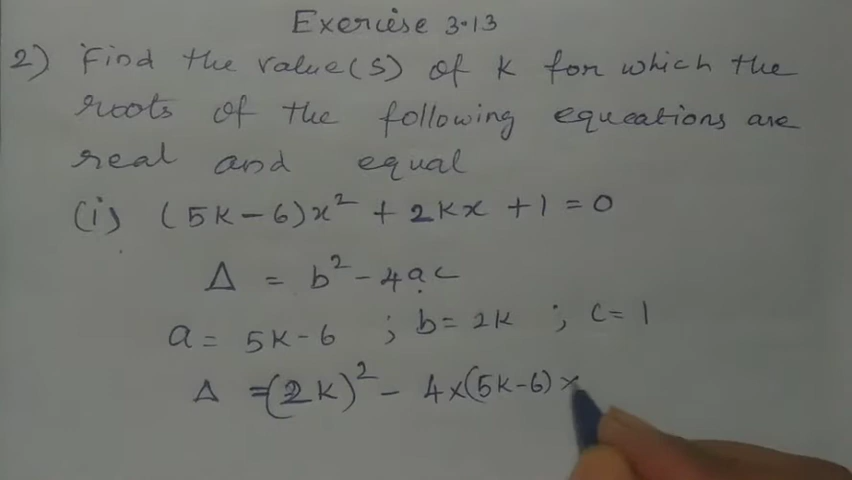 Exercise 3.13
2) Find the value(s) of k for which the
roots of the following equations are
real and equal
(i) (5k-6)x² + 2kx + 1 = 0
Δ = b² - 4ac
a = 5k-6 ; b = 2k ; c = 1
Δ = (2k)² - 4×(5k-6)×